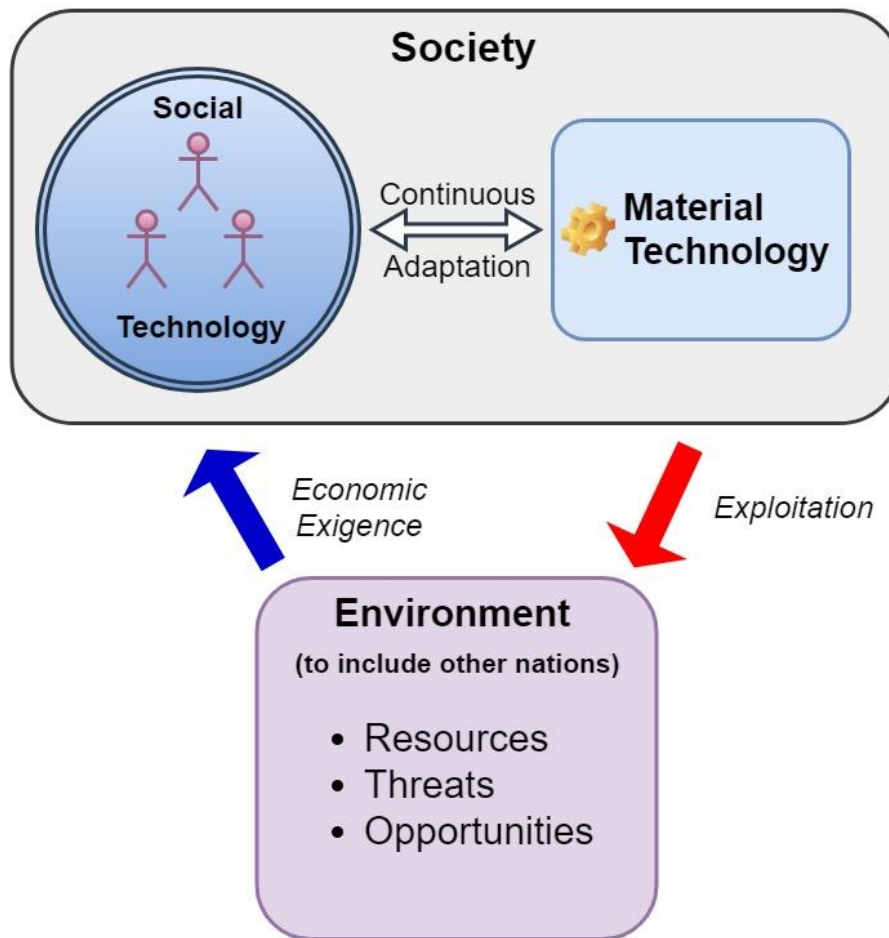 Society
Social
Technology
Continuous
Adaptation
Material
Technology
Economic
Exigence
Exploitation
Environment
(to include other nations)
• Resources
• Threats
• Opportunities